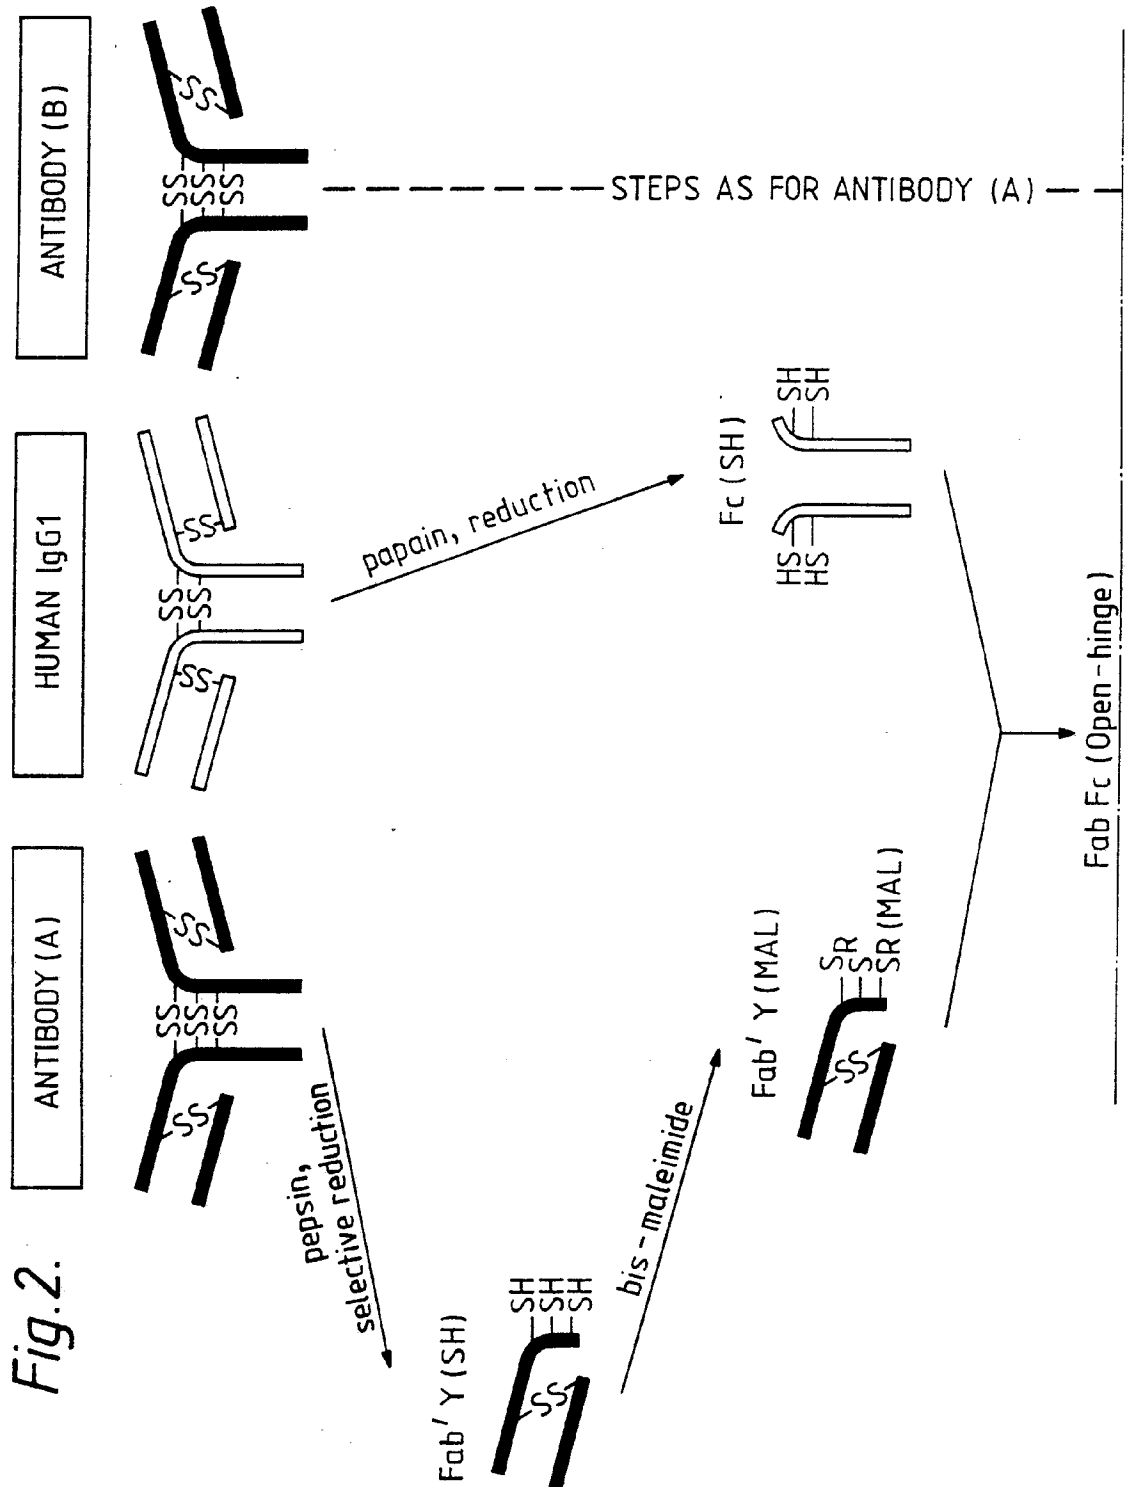 Fig.2.
ANTIBODY (A)
HUMAN IgG1
ANTIBODY (B)
SS
SS
SS
SS
SS
SS
SS
SS
SS
SS
SS
SS
SS
SS
pepsin,
selective reduction
papain, reduction
STEPS AS FOR ANTIBODY (A)
Fab' Y (SH)
SH
SH
SH
SS
bis-maleimide
Fc (SH)
HS
HS
SH
SH
Fab' Y (MAL)
SR
S
SR (MAL)
SS
Fab Fc (Open-hinge)